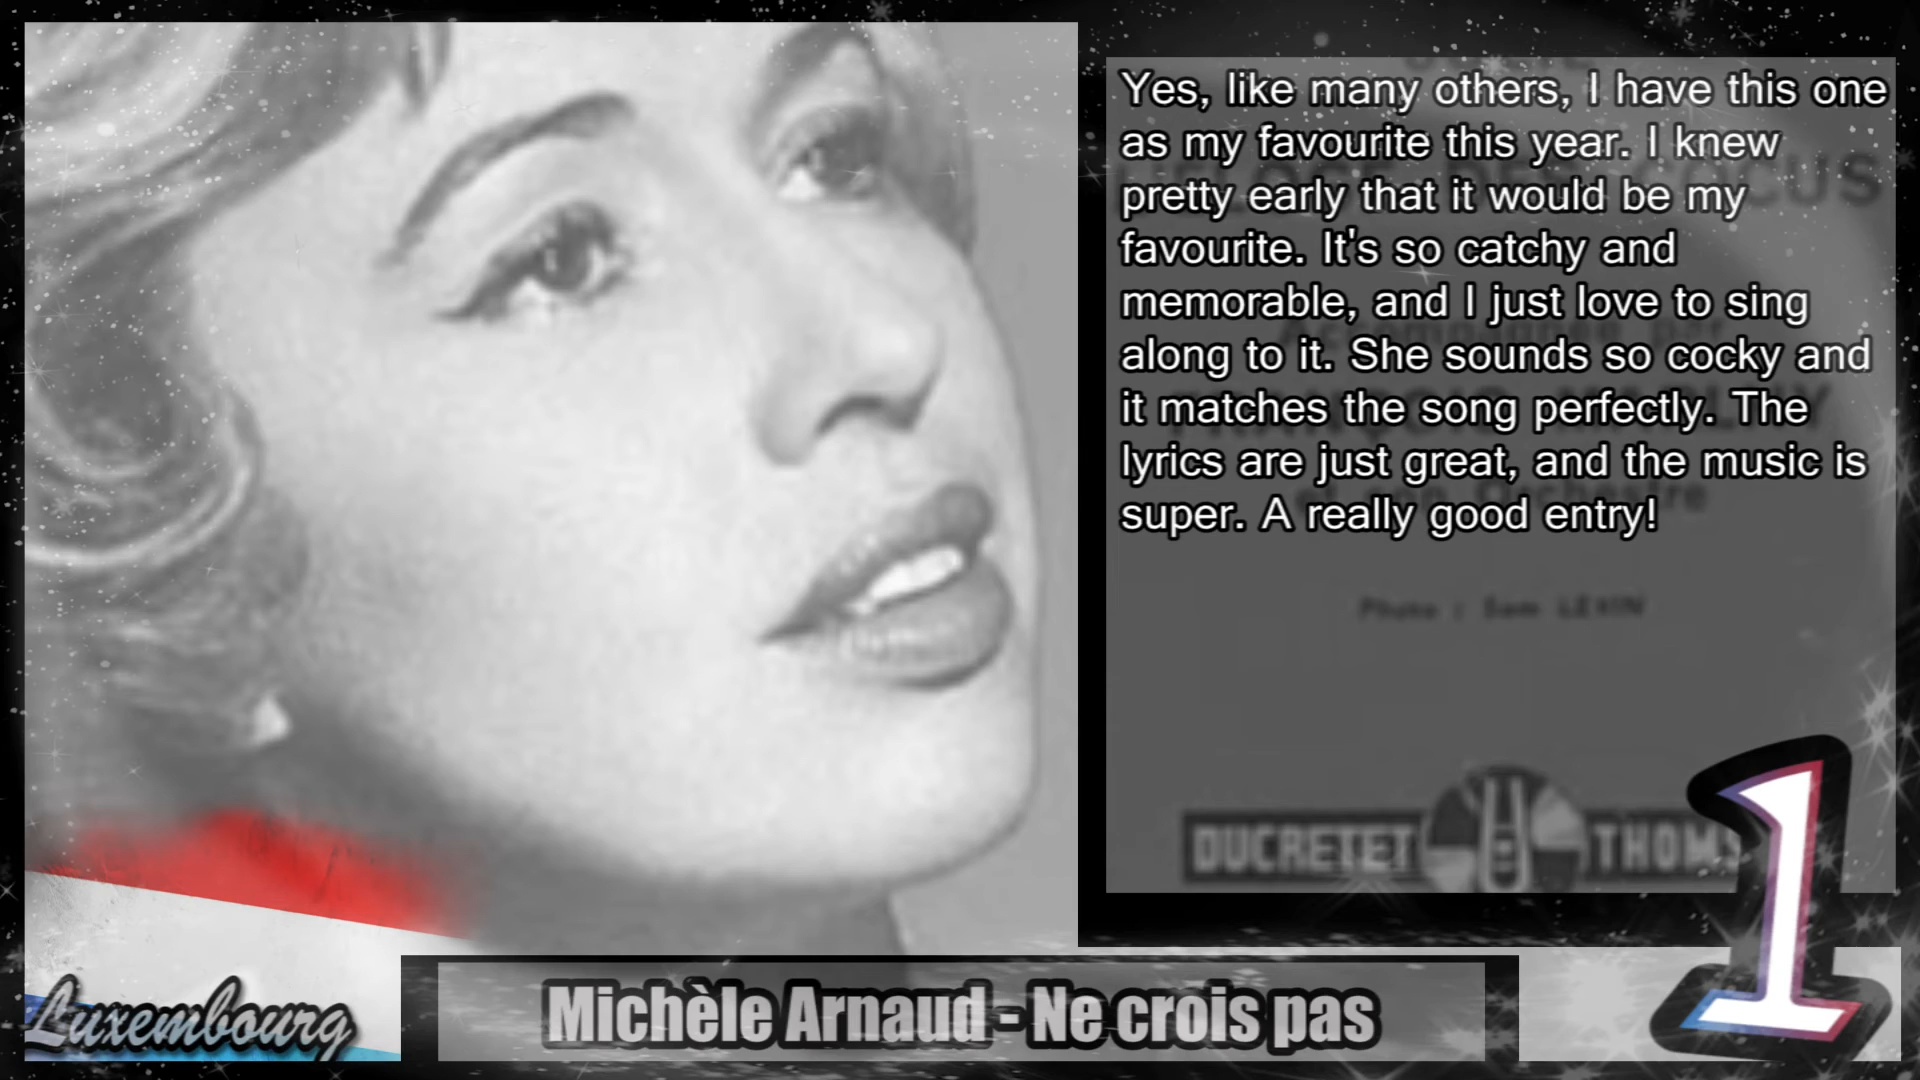 Yes, like many others, I have this one
as my favourite this year. I knew
pretty early that it would be my
favourite. It's so catchy and
memorable, and I just love to sing
along to it. She sounds so cocky and
it matches the song perfectly. The
lyrics are just great, and the music is
super. A really good entry!
Photo : Sam LEVIN
DUCRETET THOMS
1
Luxembourg
Michèle Arnaud - Ne crois pas